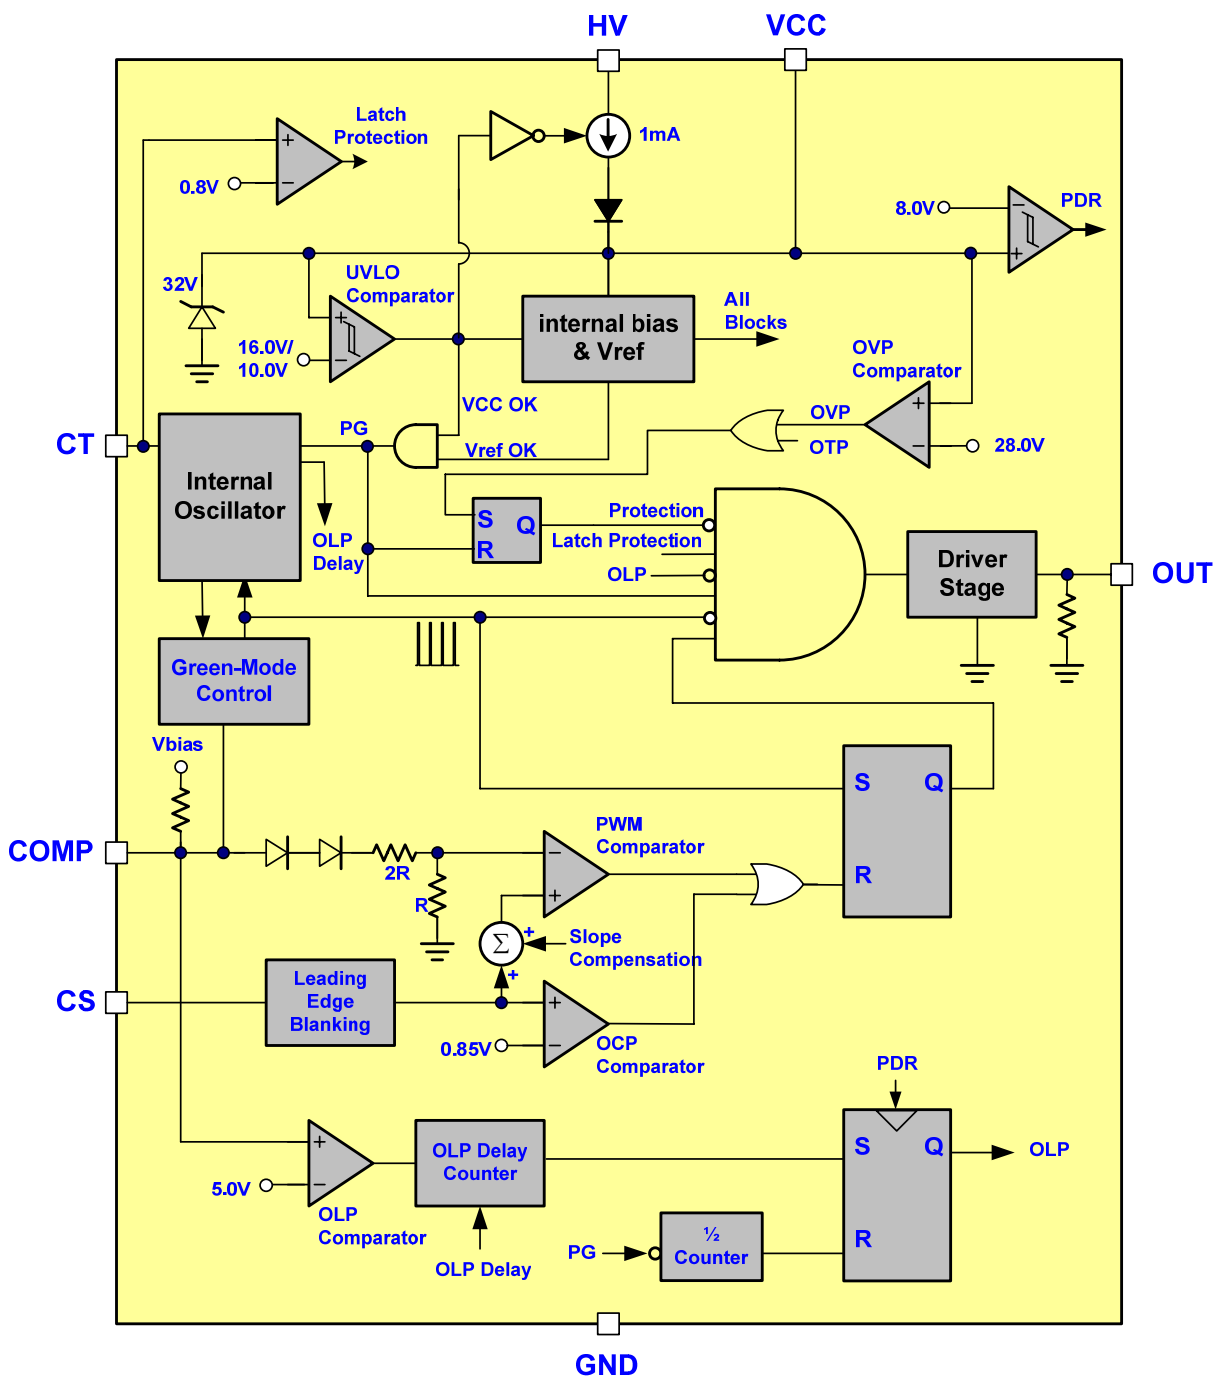 HV
VCC
Latch
Protection
1mA
0.8V
8.0V
PDR
32V
UVLO
Comparator
16.0V/
10.0V
internal bias
& Vref
All
Blocks
OVP
Comparator
VCC OK
PG
Vref OK
OVP
OTP
28.0V
CT
Internal
Oscillator
OLP
Delay
S
Q
R
Protection
Latch Protection
OLP
Driver
Stage
OUT
Green-Mode
Control
Vbias
COMP
2R
R
PWM
Comparator
S
Q
R
Σ
+
+
Slope
Compensation
CS
Leading
Edge
Blanking
0.85V
OCP
Comparator
PDR
5.0V
OLP
Comparator
OLP Delay
Counter
OLP Delay
S
Q
R
OLP
PG
½
Counter
GND